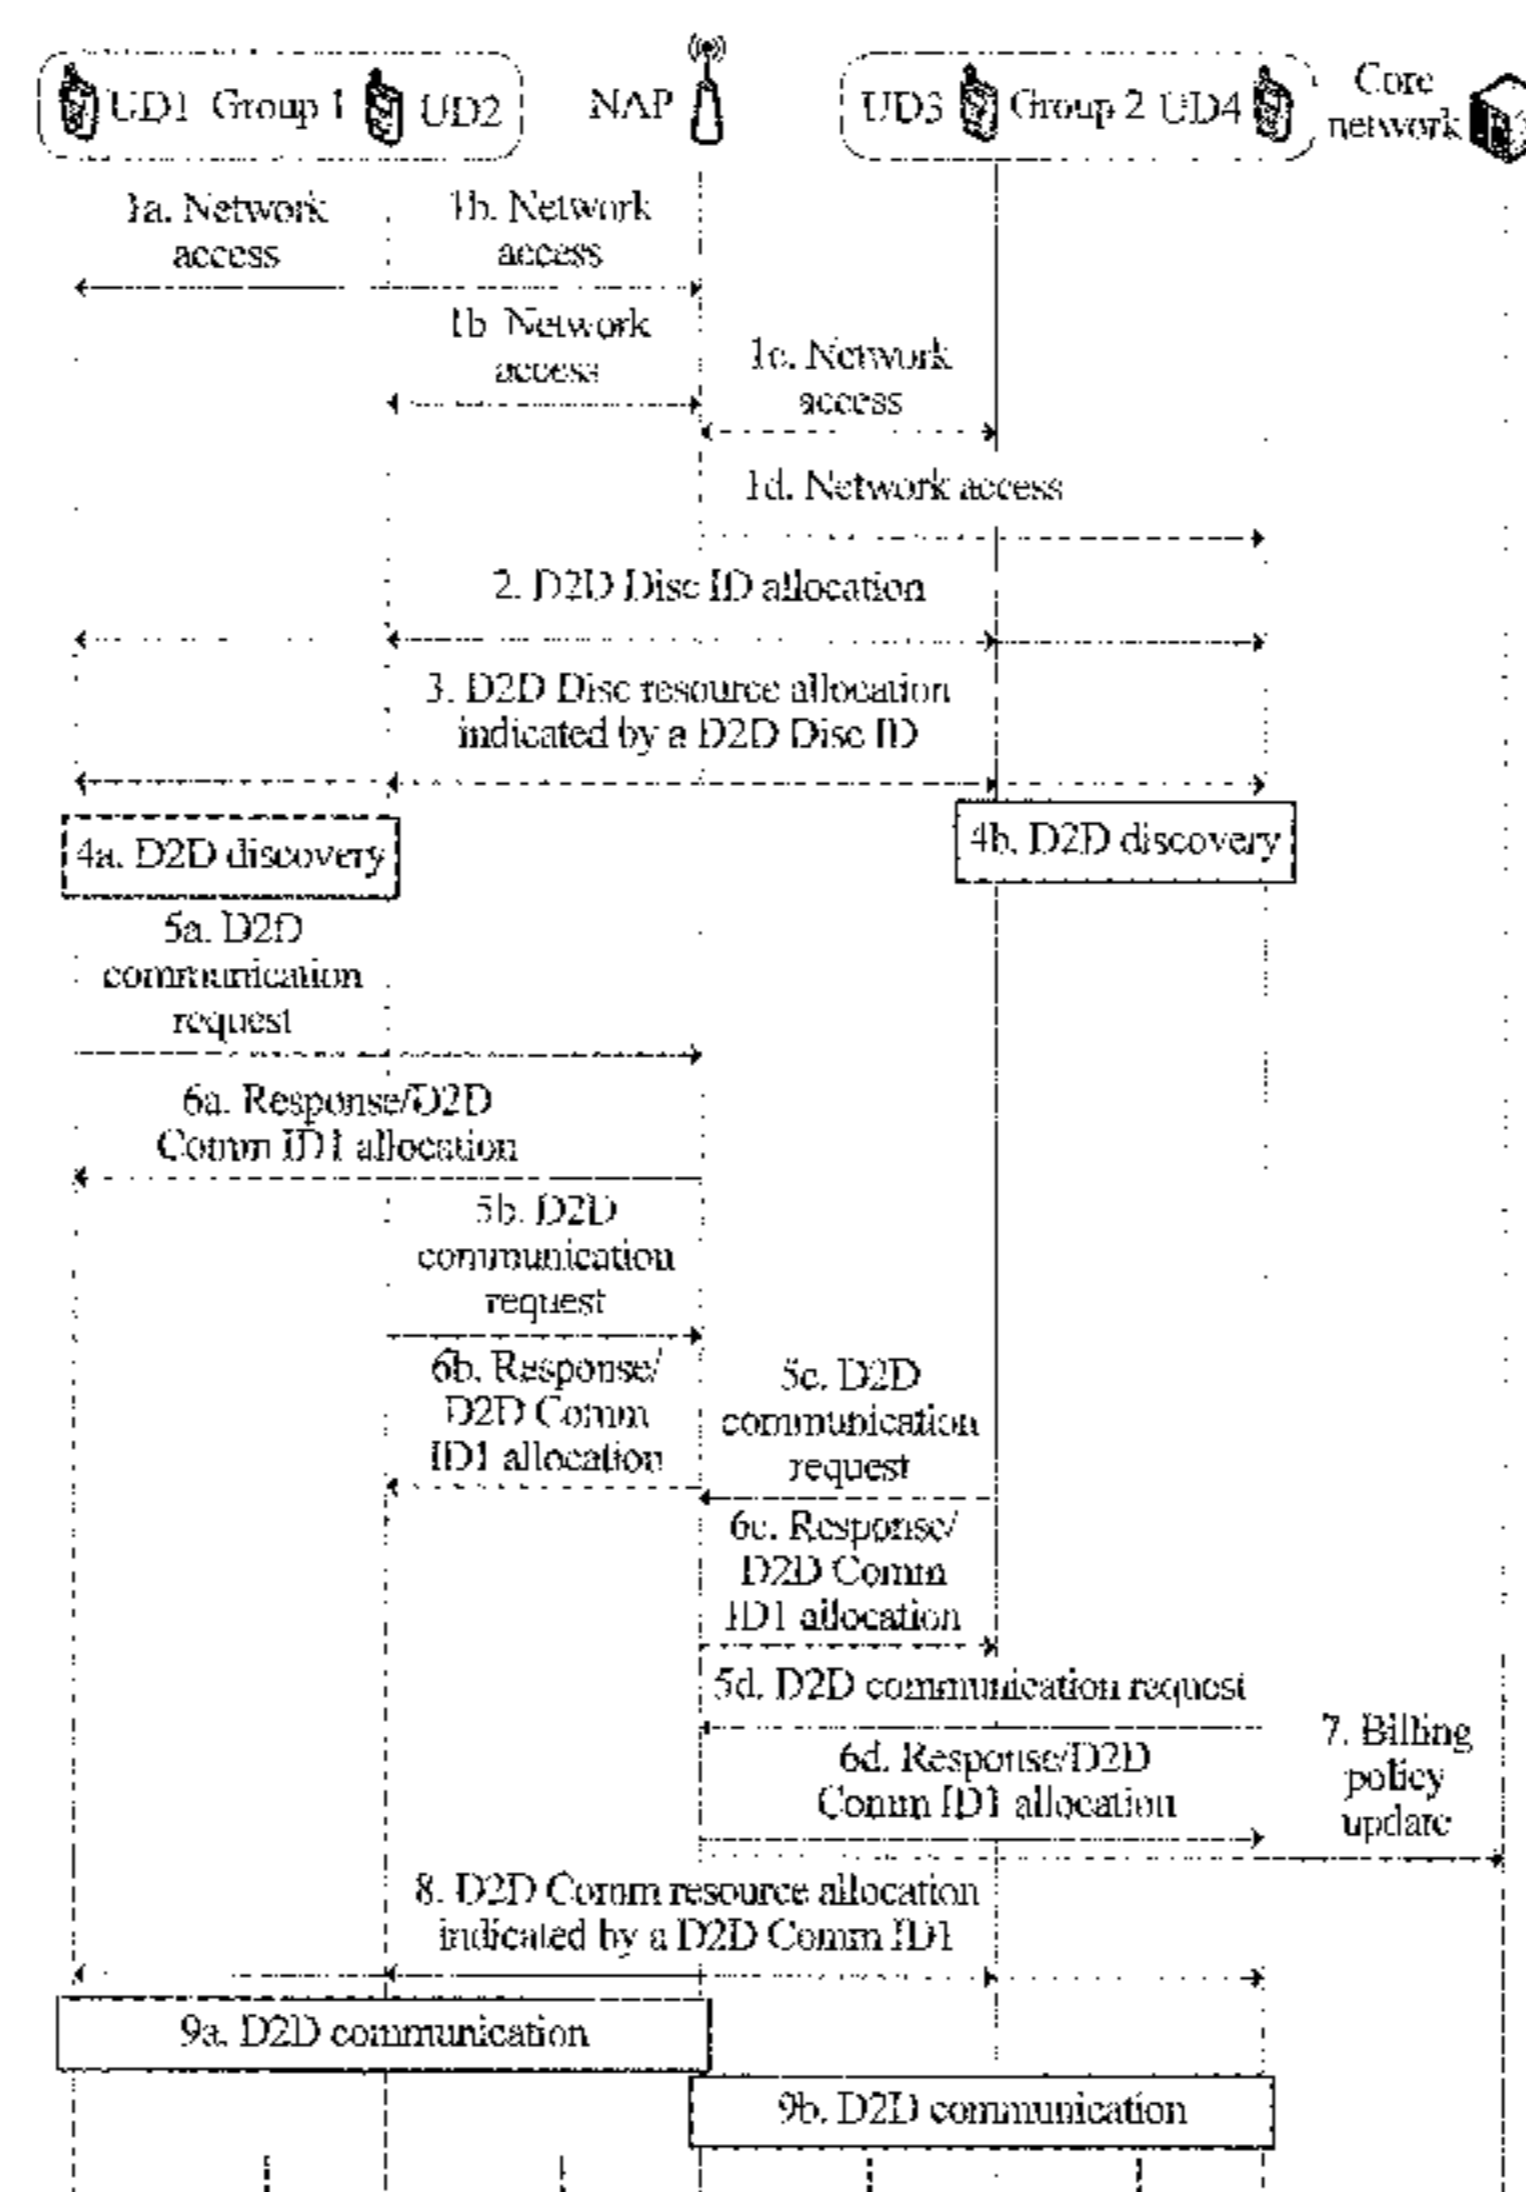 UD1 Group 1 UD2
NAP
UD3 Group 2 UD4
Core
network
1a. Network
access
1b. Network
access
1b Network
access
1c. Network
access
1d. Network access
2. D2D Disc ID allocation
3. D2D Disc resource allocation
indicated by a D2D Disc ID
4a. D2D discovery
4b. D2D discovery
5a. D2D
communication
request
6a. Response/D2D
Comm ID1 allocation
5b. D2D
communication
request
6b. Response/
D2D Comm
ID1 allocation
5c. D2D
communication
request
6c. Response/
D2D Comm
ID1 allocation
5d. D2D communication request
6d. Response/D2D
Comm ID1 allocation
7. Billing
policy
update
8. D2D Comm resource allocation
indicated by a D2D Comm ID1
9a. D2D communication
9b. D2D communication